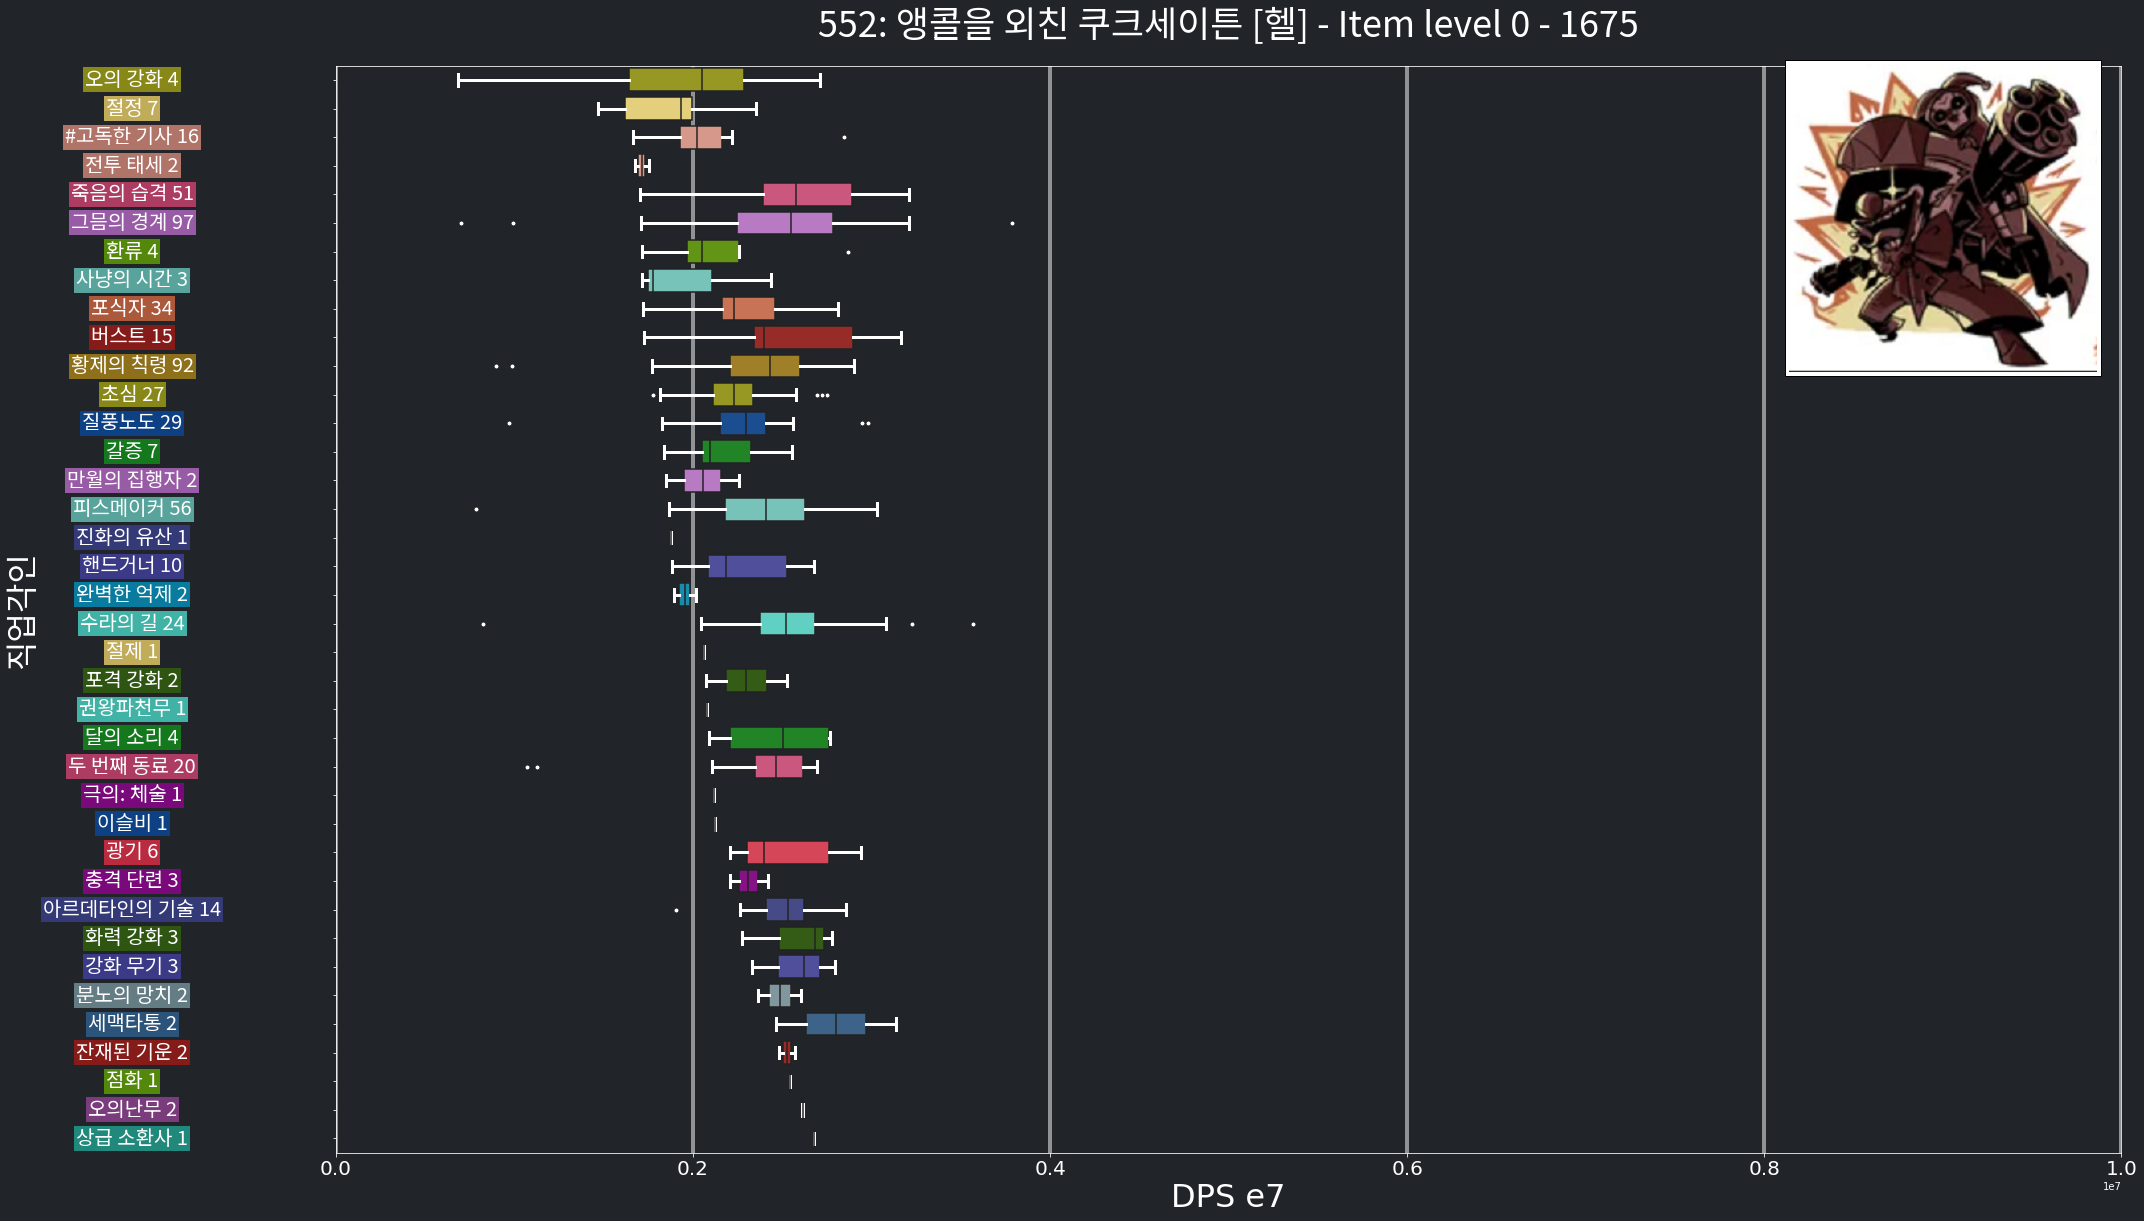 552: 앵콜을 외친 쿠크세이튼 [헬] - Item level 0 - 1675
오의 강화 4
절정 7
#고독한 기사 16
전투 태세 2
죽음의 습격 51
그믐의 경계 97
환류 4
사냥의 시간 3
포식자 34
버스트 15
황제의 칙령 92
초심 27
질풍노도 29
갈증 7
만월의 집행자 2
피스메이커 56
진화의 유산 1
핸드거너 10
완벽한 억제 2
수라의 길 24
절제 1
포격 강화 2
권왕파천무 1
달의 소리 4
두 번째 동료 20
극의: 체술 1
이슬비 1
광기 6
충격 단련 3
아르데타인의 기술 14
화력 강화 3
강화 무기 3
분노의 망치 2
세맥타통 2
잔재된 기운 2
점화 1
오의난무 2
상급 소환사 1
직업각인
0.0 0.2 0.4 0.6 0.8 1.0
1e7
DPS e7